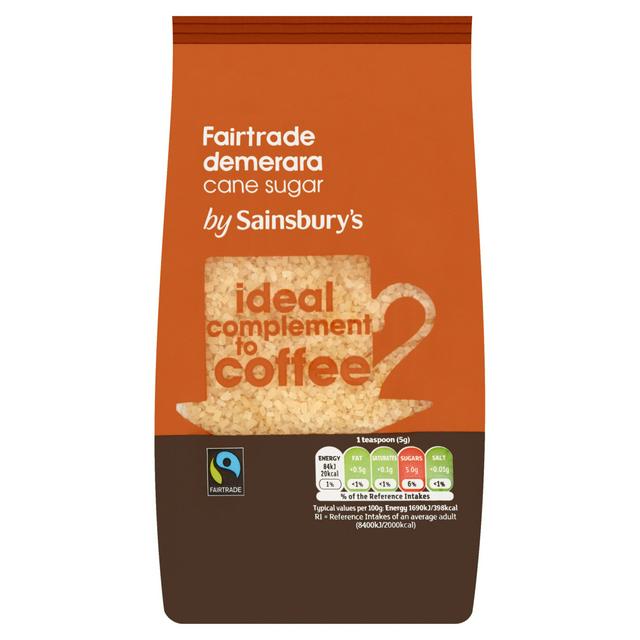 Fairtrade
demerara
cane sugar
by Sainsbury's
ideal
complement
to
coffee
FAIRTRADE
1 teaspoon (5g)
ENERGY FAT SATURATES SUGARS SALT
84kJ
20kcal <0.5g <0.1g 5.0g <0.01g
1% <1% <1% 6% <1%
% of the Reference Intakes
Typical values per 100g: Energy 1690kJ/398kcal
RI = Reference Intakes of an average adult
(8400kJ/2000kcal)